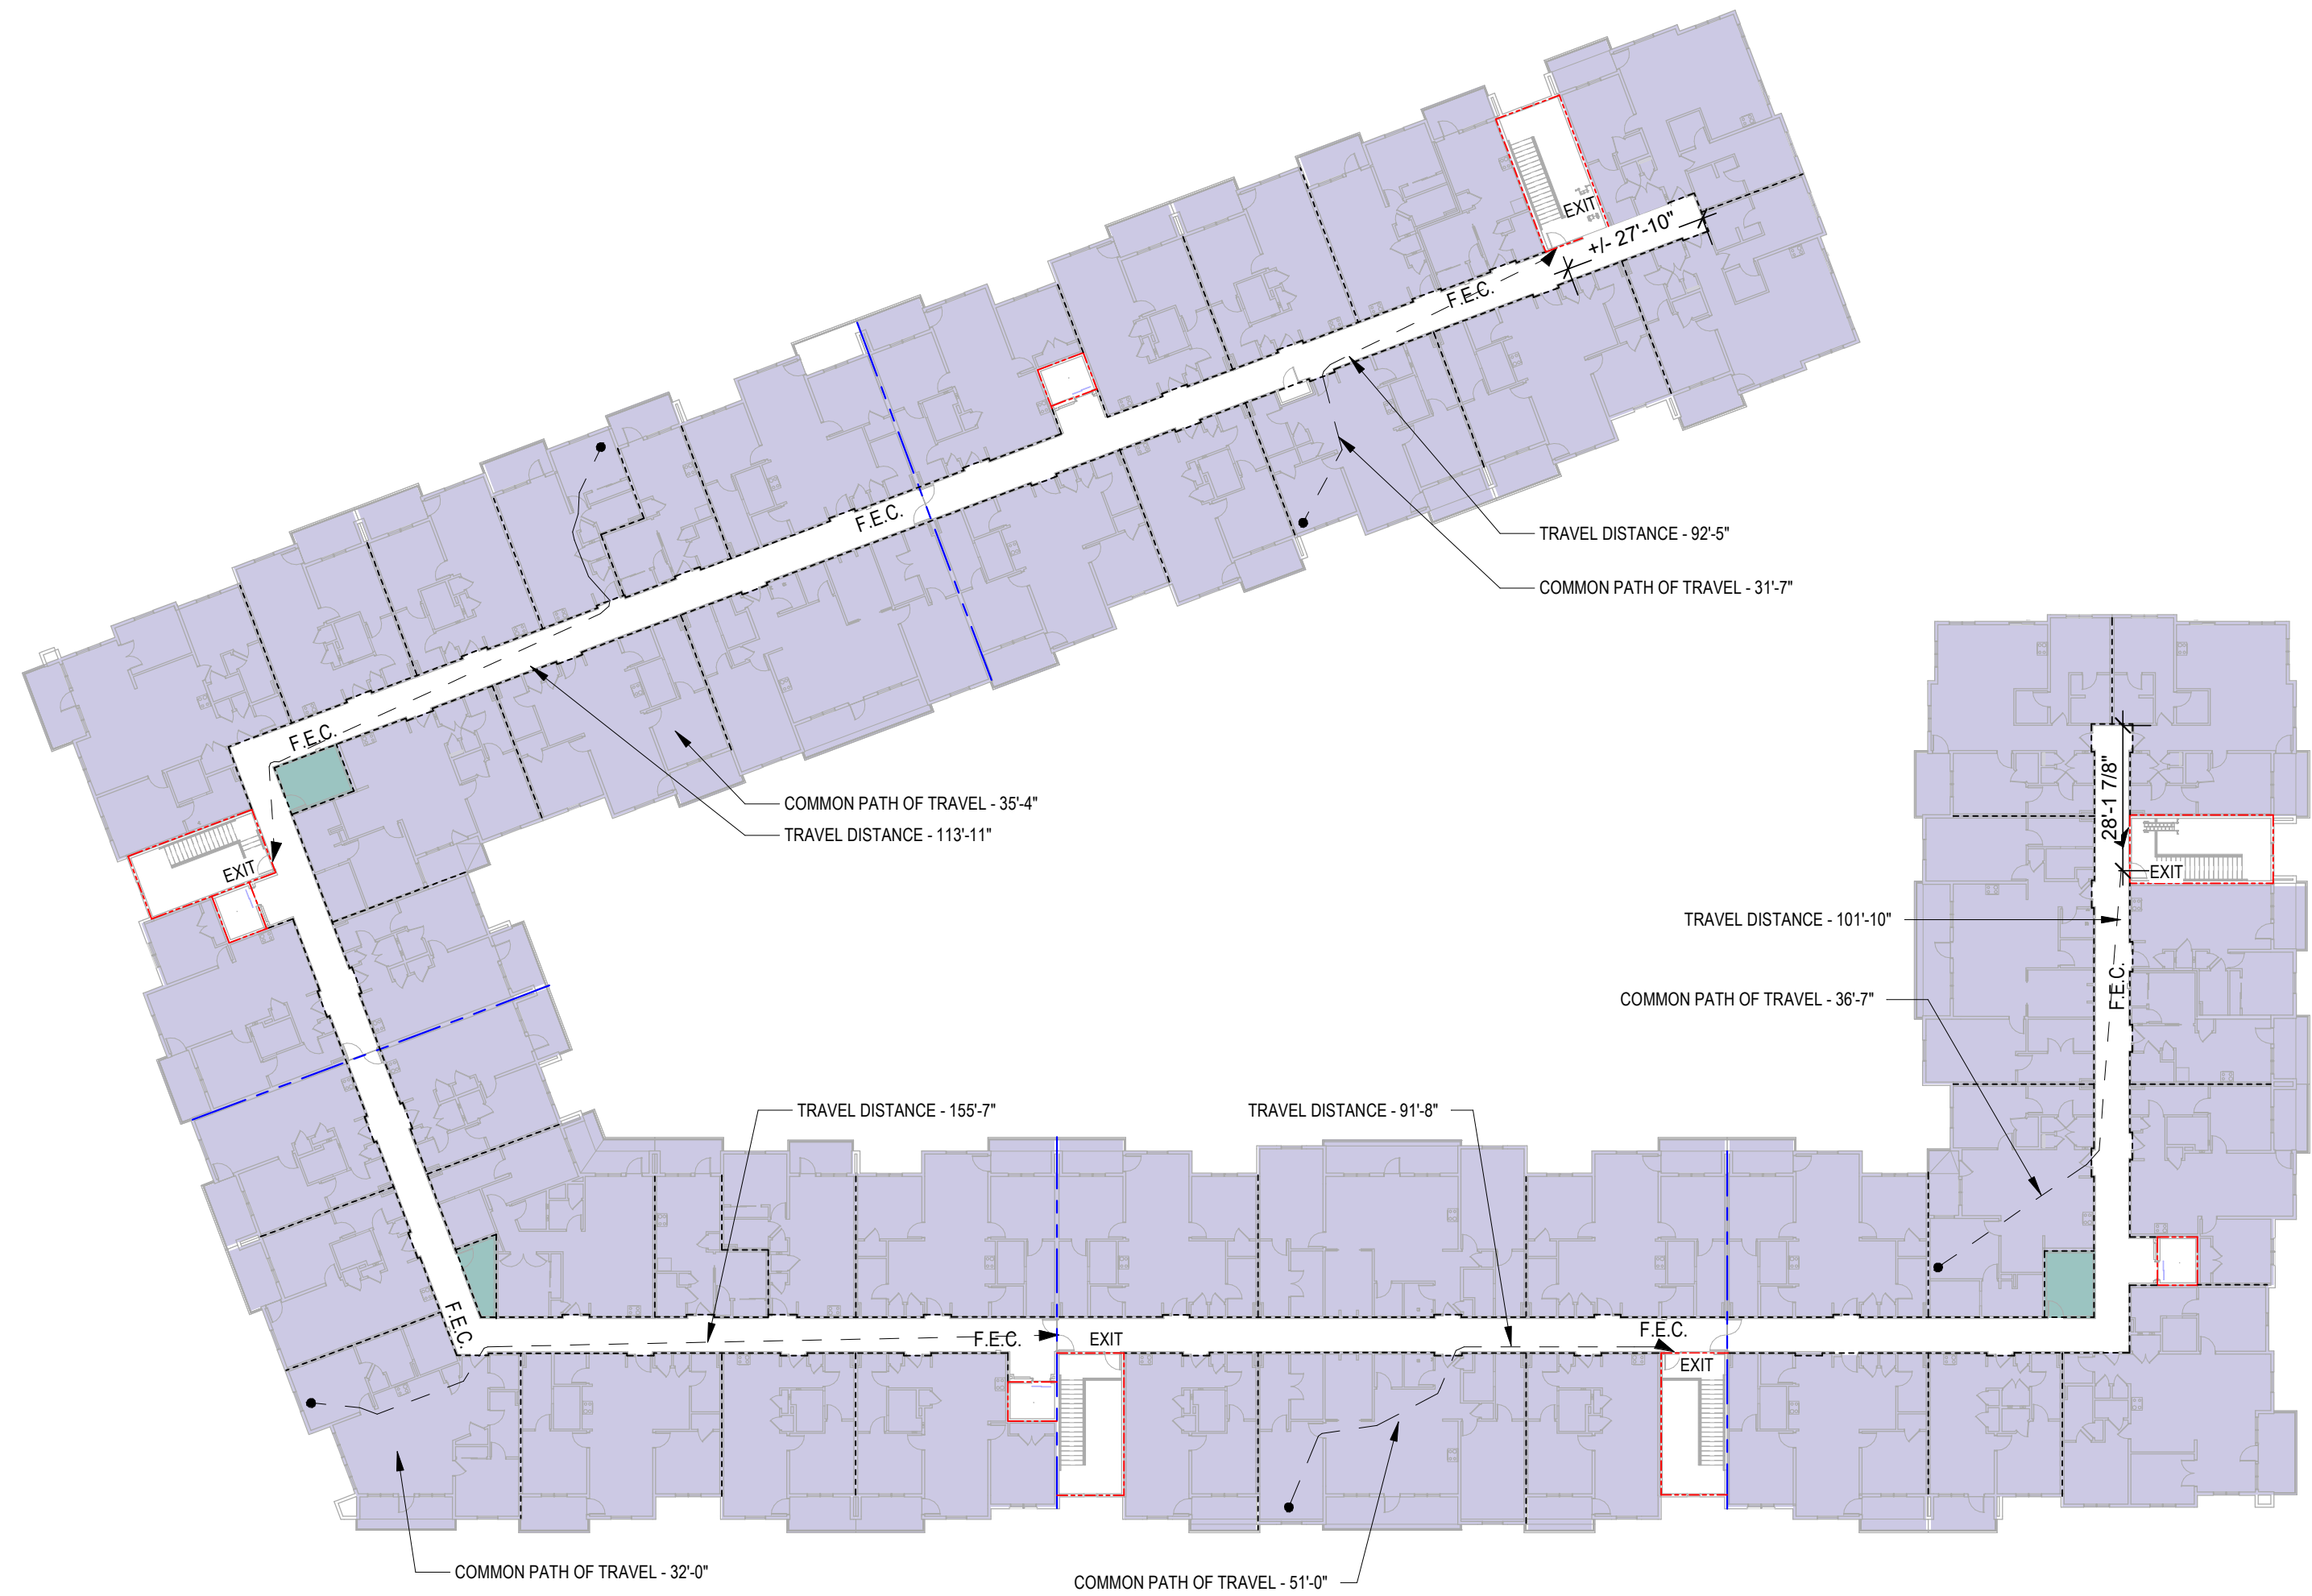 EXIT
+/- 27'-10"
F.E.C.
F.E.C.
TRAVEL DISTANCE - 92'-5"
COMMON PATH OF TRAVEL - 31'-7"
F.E.C.
COMMON PATH OF TRAVEL - 35'-4"
TRAVEL DISTANCE - 113'-11"
28'-1 7/8"
EXIT
EXIT
TRAVEL DISTANCE - 101'-10"
F.E.C.
COMMON PATH OF TRAVEL - 36'-7"
TRAVEL DISTANCE - 155'-7"
TRAVEL DISTANCE - 91'-8"
F.E.C.
F.E.C.
EXIT
F.E.C.
EXIT
COMMON PATH OF TRAVEL - 32'-0"
COMMON PATH OF TRAVEL - 51'-0"